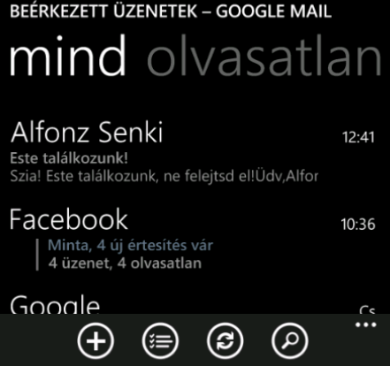 BEÉRKEZETT ÜZENETEK – GOOGLE MAIL
mind olvasatlan
Alfonz Senki 12:41
Este találkozunk!
Szia! Este találkozunk, ne felejtsd el!Üdv,Alfor
Facebook 10:36
Minta, 4 új értesítés vár
4 üzenet, 4 olvasatlan
Google Cs